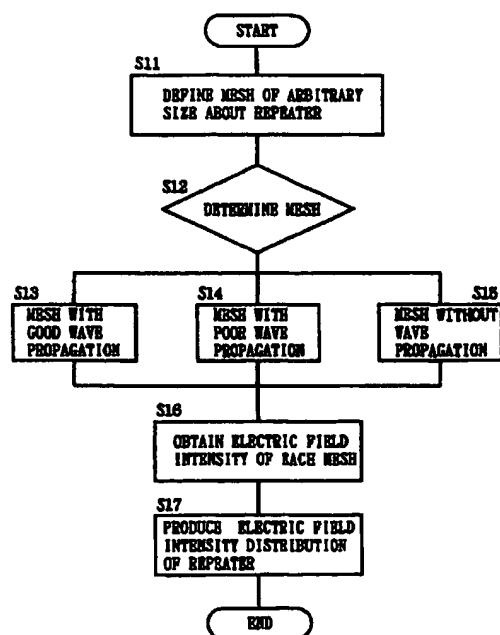 START
S11
DEFINE MESH OF ARBITRARY
SIZE ABOUT REPEATER
S12
DETERMINE MESH
S13
MESH WITH
GOOD WAVE
PROPAGATION
S14
MESH WITH
POOR WAVE
PROPAGATION
S15
MESH WITHOUT
WAVE
PROPAGATION
S16
OBTAIN ELECTRIC FIELD
INTENSITY OF EACH MESH
S17
PRODUCE ELECTRIC FIELD
INTENSITY DISTRIBUTION
OF REPEATER
END